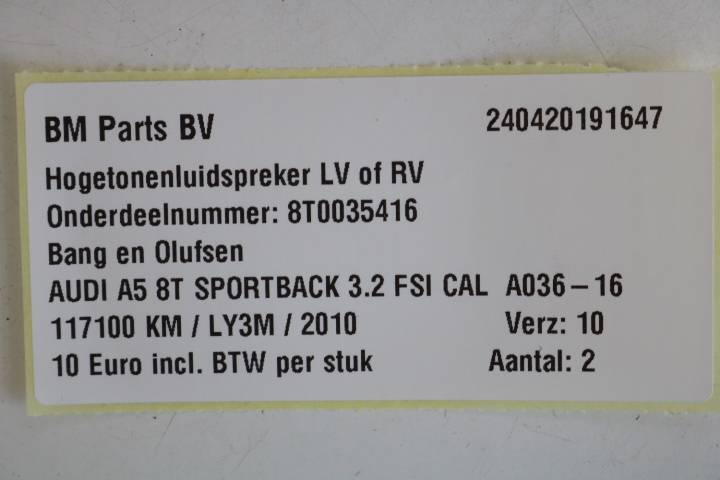 BM Parts BV 240420191647
Hogetonenluidspreker LV of RV
Onderdeelnummer: 8T0035416
Bang en Olufsen
AUDI A5 8T SPORTBACK 3.2 FSI CAL A036-16
117100 KM / LY3M / 2010 Verz: 10
10 Euro incl. BTW per stuk Aantal: 2